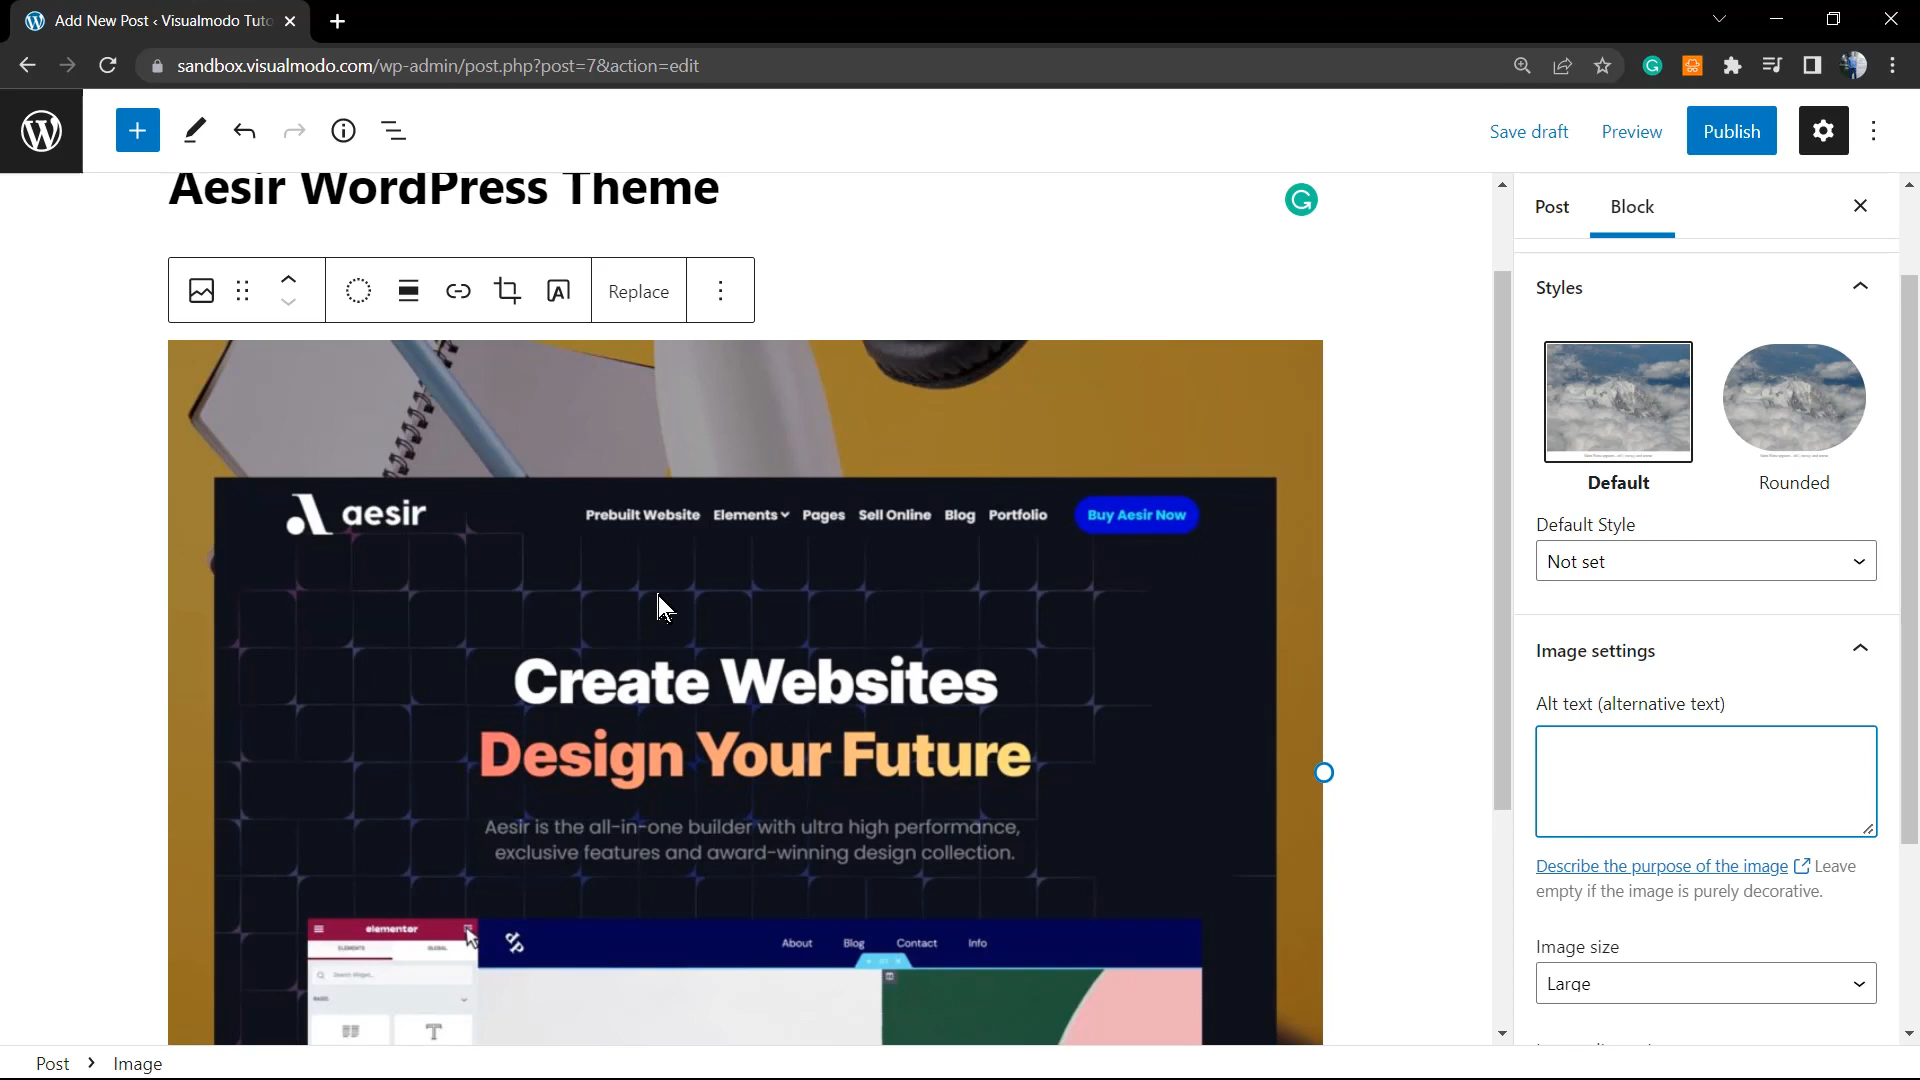 Add New Post ‹ Visualmodo Tuto
sandbox.visualmodo.com/wp-admin/post.php?post=7&action=edit
Save draft
Preview
Publish
Aesir WordPress Theme
Replace
Post
Block
Styles
Default
Rounded
Default Style
Not set
Image settings
Alt text (alternative text)
Describe the purpose of the image Leave
empty if the image is purely decorative.
Image size
Large
aesir
Prebuilt Website Elements Pages Sell Online Blog Portfolio Buy Aesir Now
Create Websites
Design Your Future
Aesir is the all-in-one builder with ultra high performance,
exclusive features and award-winning design collection.
elementor
ELEMENTS GLOBAL
Search Widget...
BASIC
About Blog Contact Info
Post › Image